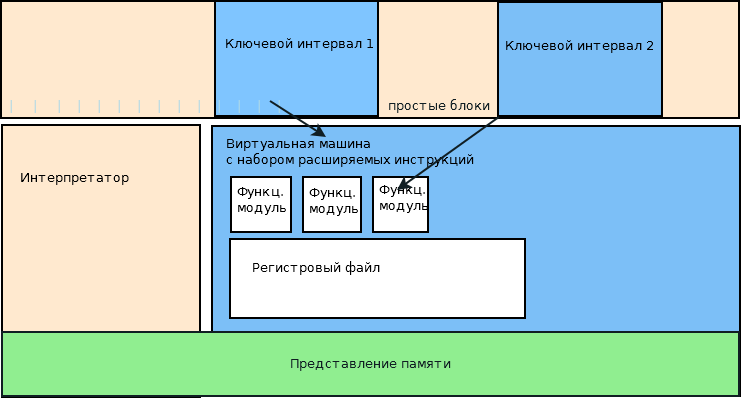 Ключевой интервал 1
Ключевой интервал 2
простые блоки
Виртуальная машина
с набором расширяемых инструкций
Интерпретатор
Функц.
модуль
Функц.
модуль
Функц.
модуль
Регистровый файл
Представление памяти